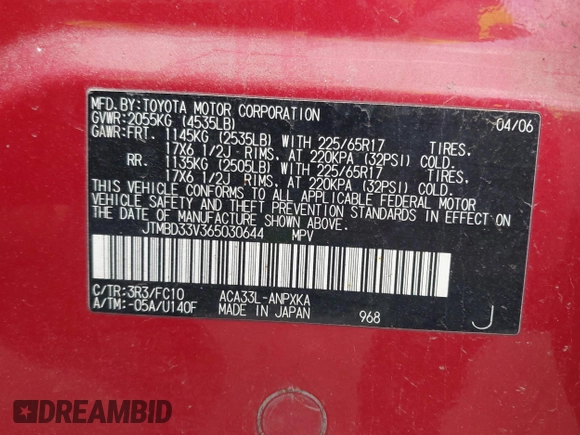 MFD. BY: TOYOTA MOTOR CORPORATION 04/06
GVWR: 2055KG (4535LB)
GAWR: FRT. 1145KG (2535LB) WITH 225/65R17 TIRES,
17X6 1/2J RIMS, AT 220KPA (32PSI) COLD.
RR. 1135KG (2505LB) WITH 225/65R17 TIRES,
17X6 1/2J RIMS, AT 220KPA (32PSI) COLD.
THIS VEHICLE CONFORMS TO ALL APPLICABLE FEDERAL MOTOR
VEHICLE SAFETY AND THEFT PREVENTION STANDARDS IN EFFECT ON
THE DATE OF MANUFACTURE SHOWN ABOVE.
JTMBD33V365030644 MPV
C/TR: 3R3/FC10 ACA33L-ANPXKA
A/TM: -05A/U140F MADE IN JAPAN 968 J
DREAMBID